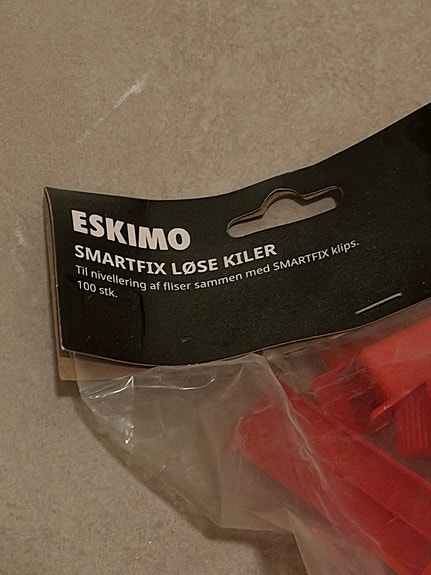 ESKIMO
SMARTFIX LØSE KILER
Til nivellering af fliser sammen med SMARTFIX klips.
100 stk.